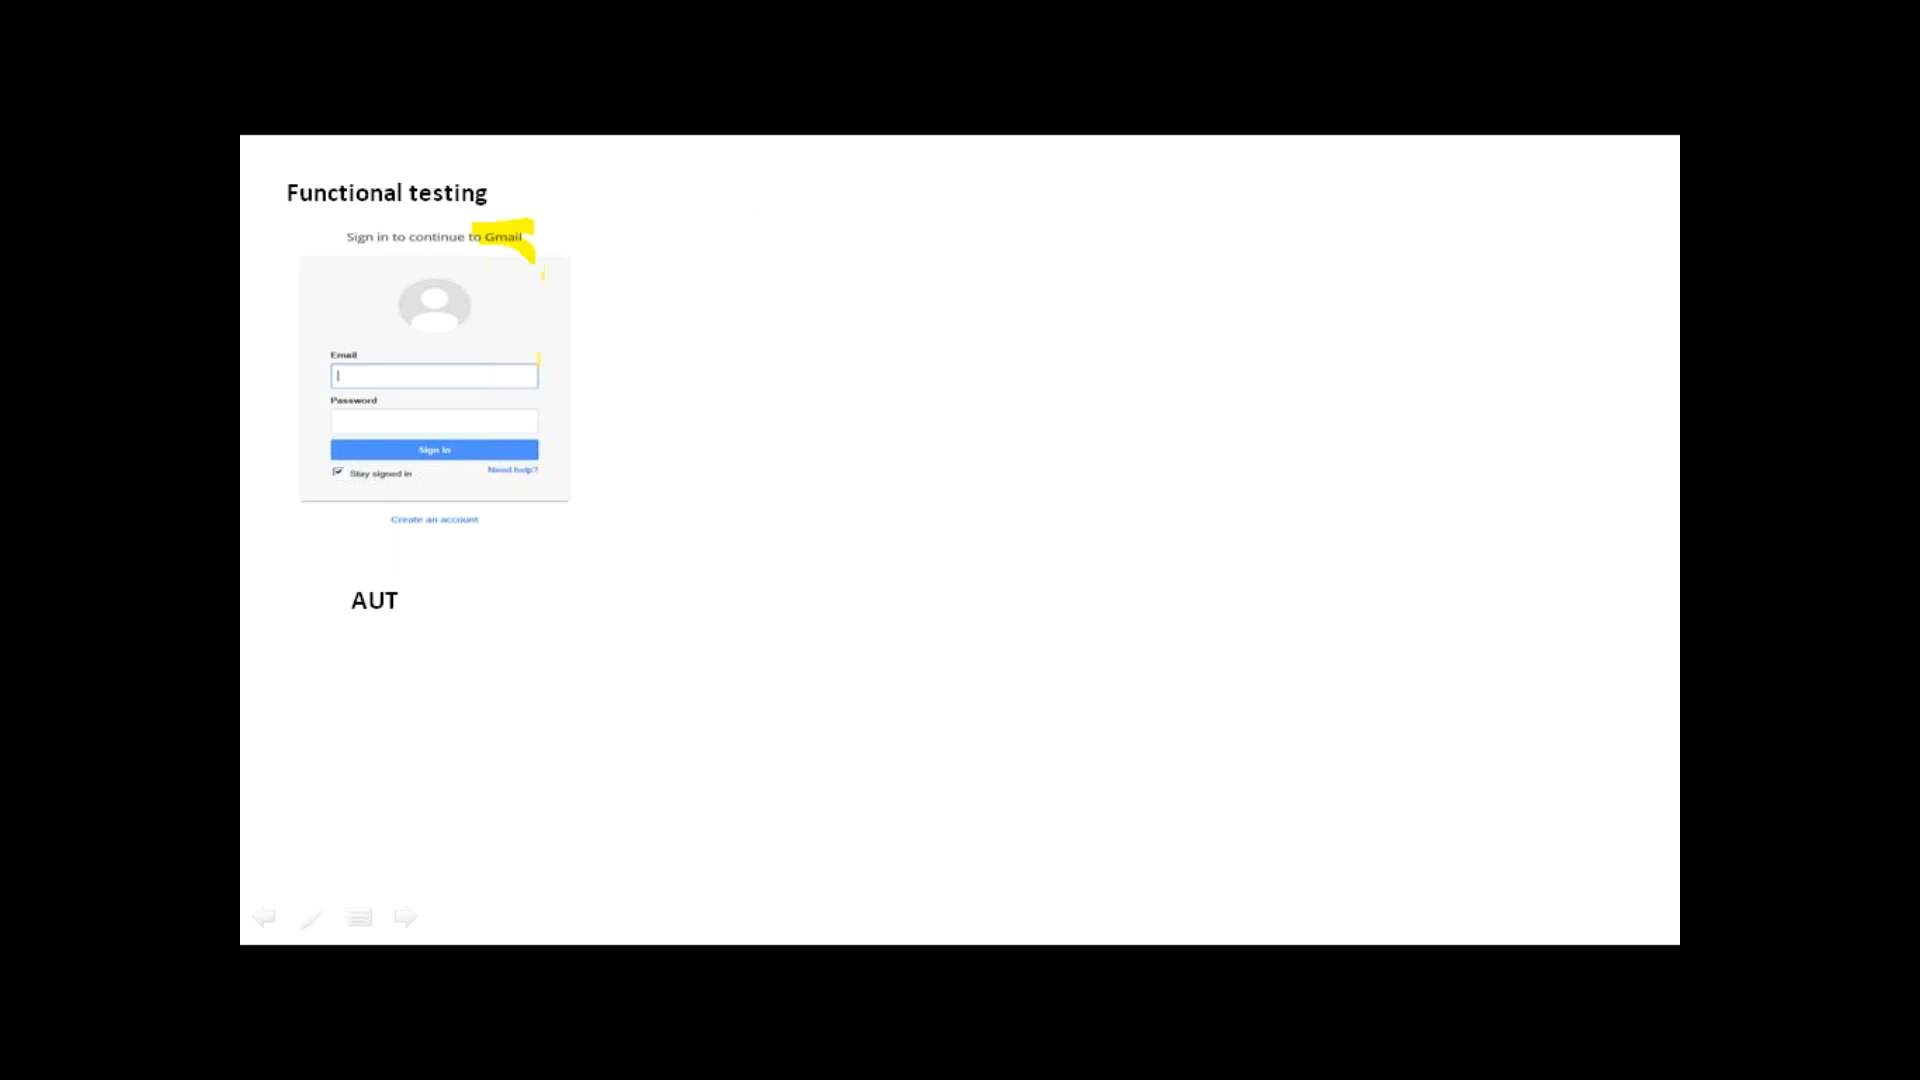 Functional testing
Sign in to continue to Gmail
Email
Password
Sign in
Stay signed in
Need help?
Create an account
AUT